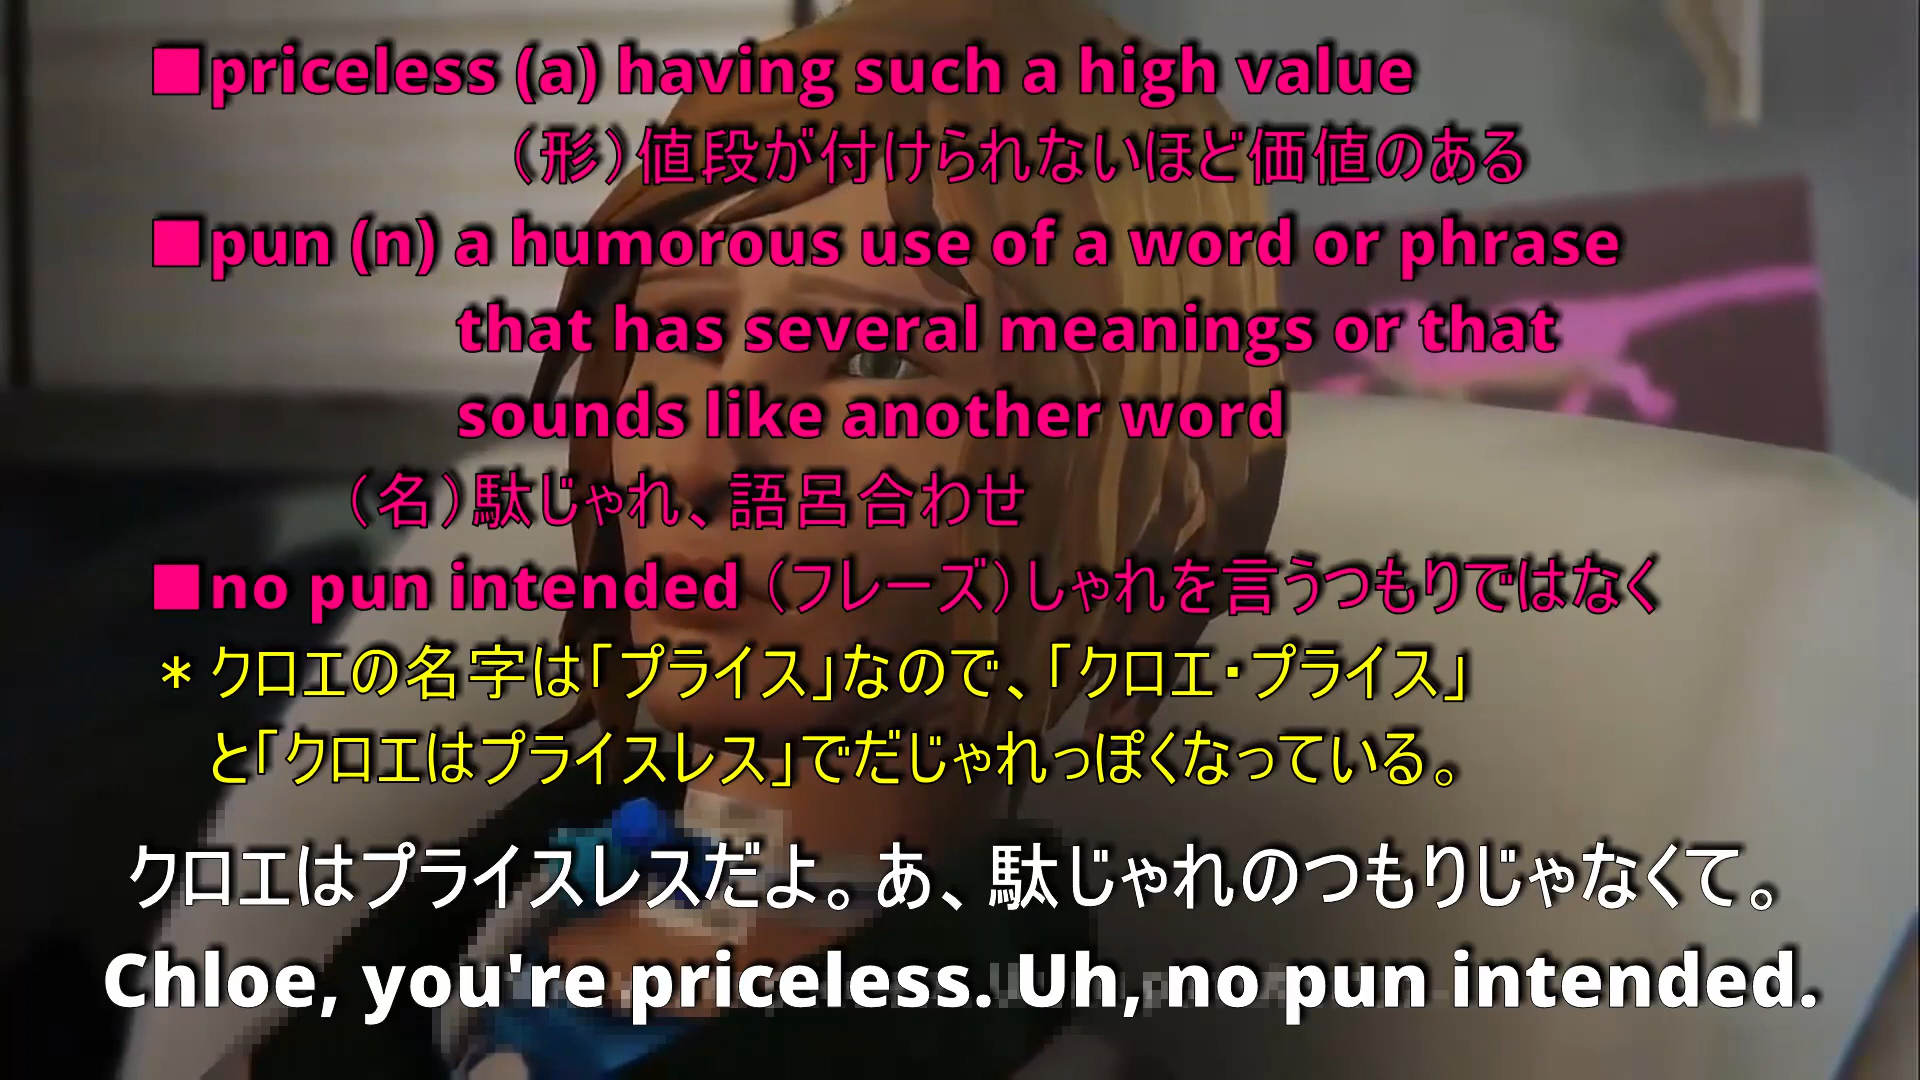 ■priceless (a) having such a high value
（形）値段が付けられないほど価値のある
■pun (n) a humorous use of a word or phrase
that has several meanings or that
sounds like another word
（名）駄じゃれ、語呂合わせ
■no pun intended（フレーズ）しゃれを言うつもりではなく
＊クロエの名字は「プライス」なので、「クロエ・プライス」
と「クロエはプライスレス」でだじゃれっぽくなっている。
クロエはプライスレスだよ。あ、駄じゃれのつもりじゃなくて。
Chloe, you're priceless. Uh, no pun intended.